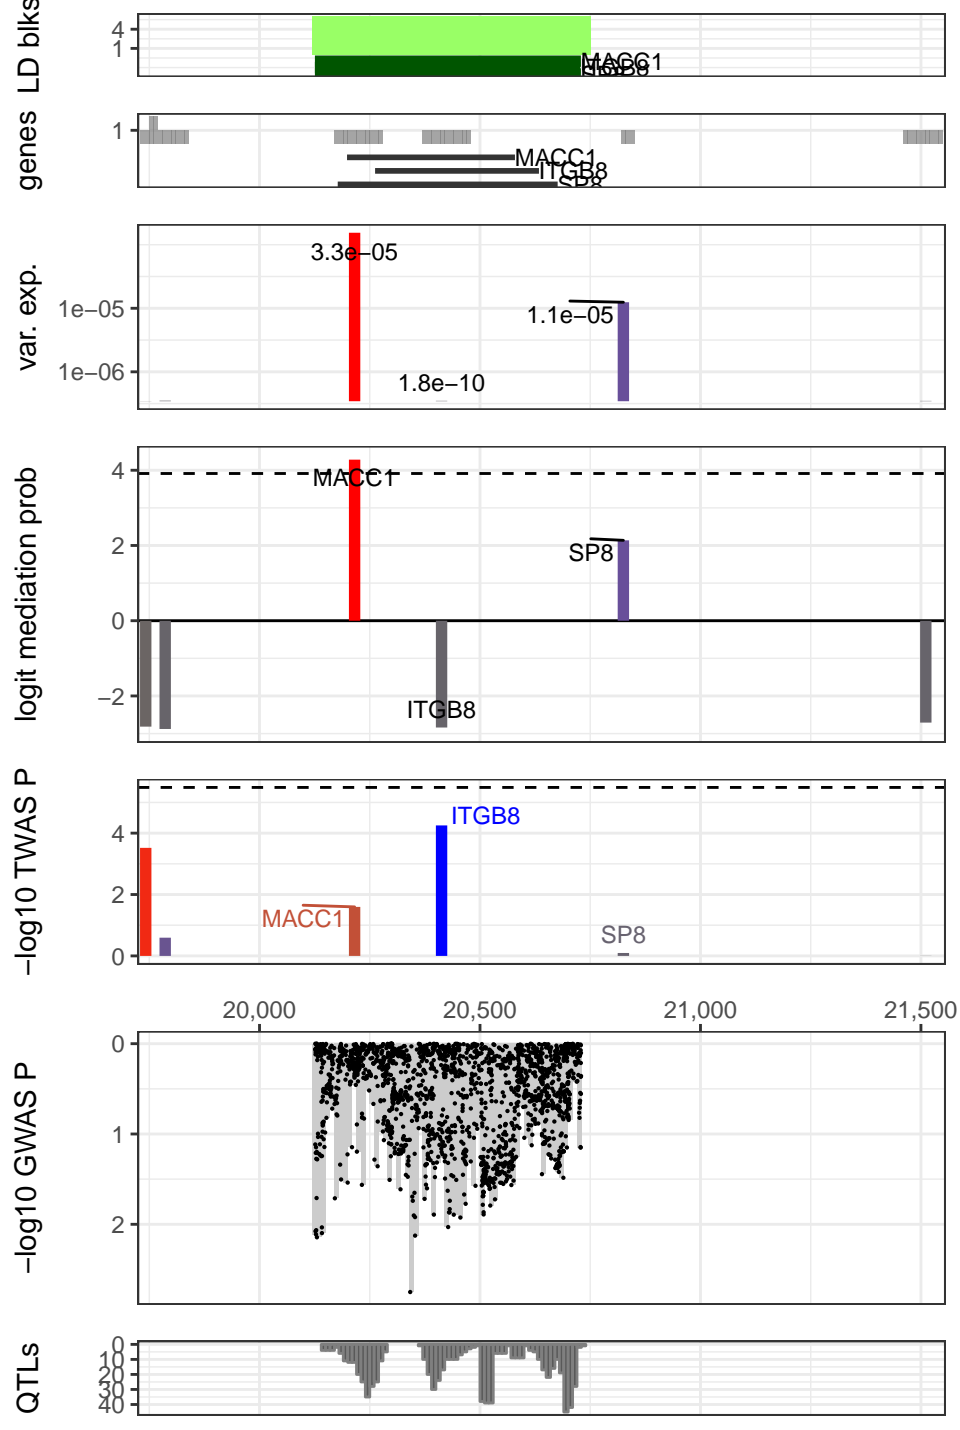 LD blks
4
1
MACC1
ITGB8
SP8
genes
1
MACC1
ITGB8
SP8
var. exp.
1e−05
1e−06
3.3e−05
1.8e−10
1.1e−05
logit mediation prob
4
2
0
−2
MACC1
SP8
ITGB8
−log10 TWAS P
4
2
0
MACC1
ITGB8
SP8
20,000 20,500 21,000 21,500
−log10 GWAS P
0
1
2
QTLs
0
10
20
30
40